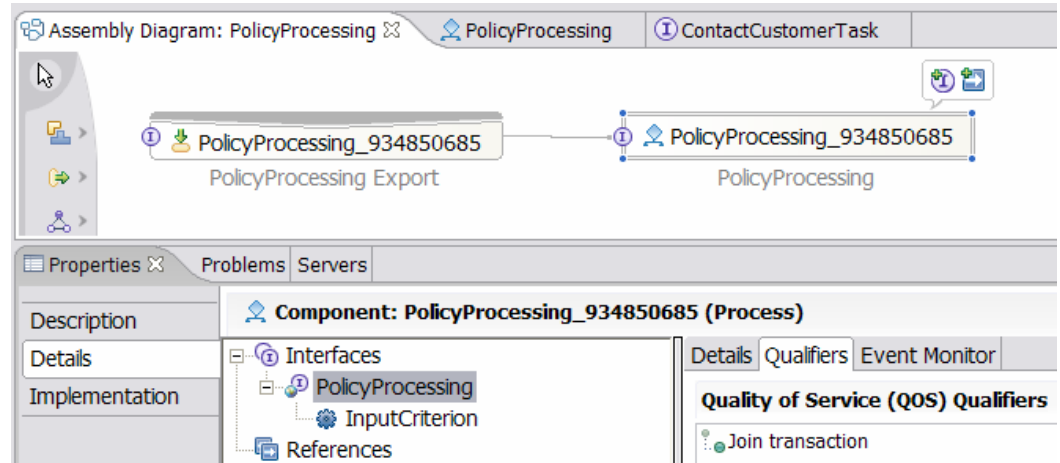 Assembly Diagram: PolicyProcessing PolicyProcessing ContactCustomerTask
PolicyProcessing_934850685 PolicyProcessing_934850685
PolicyProcessing Export PolicyProcessing
Properties Problems Servers
Description
Details
Implementation
Component: PolicyProcessing_934850685 (Process)
Interfaces
PolicyProcessing
InputCriterion
References
Details Qualifiers Event Monitor
Quality of Service (QOS) Qualifiers
Join transaction